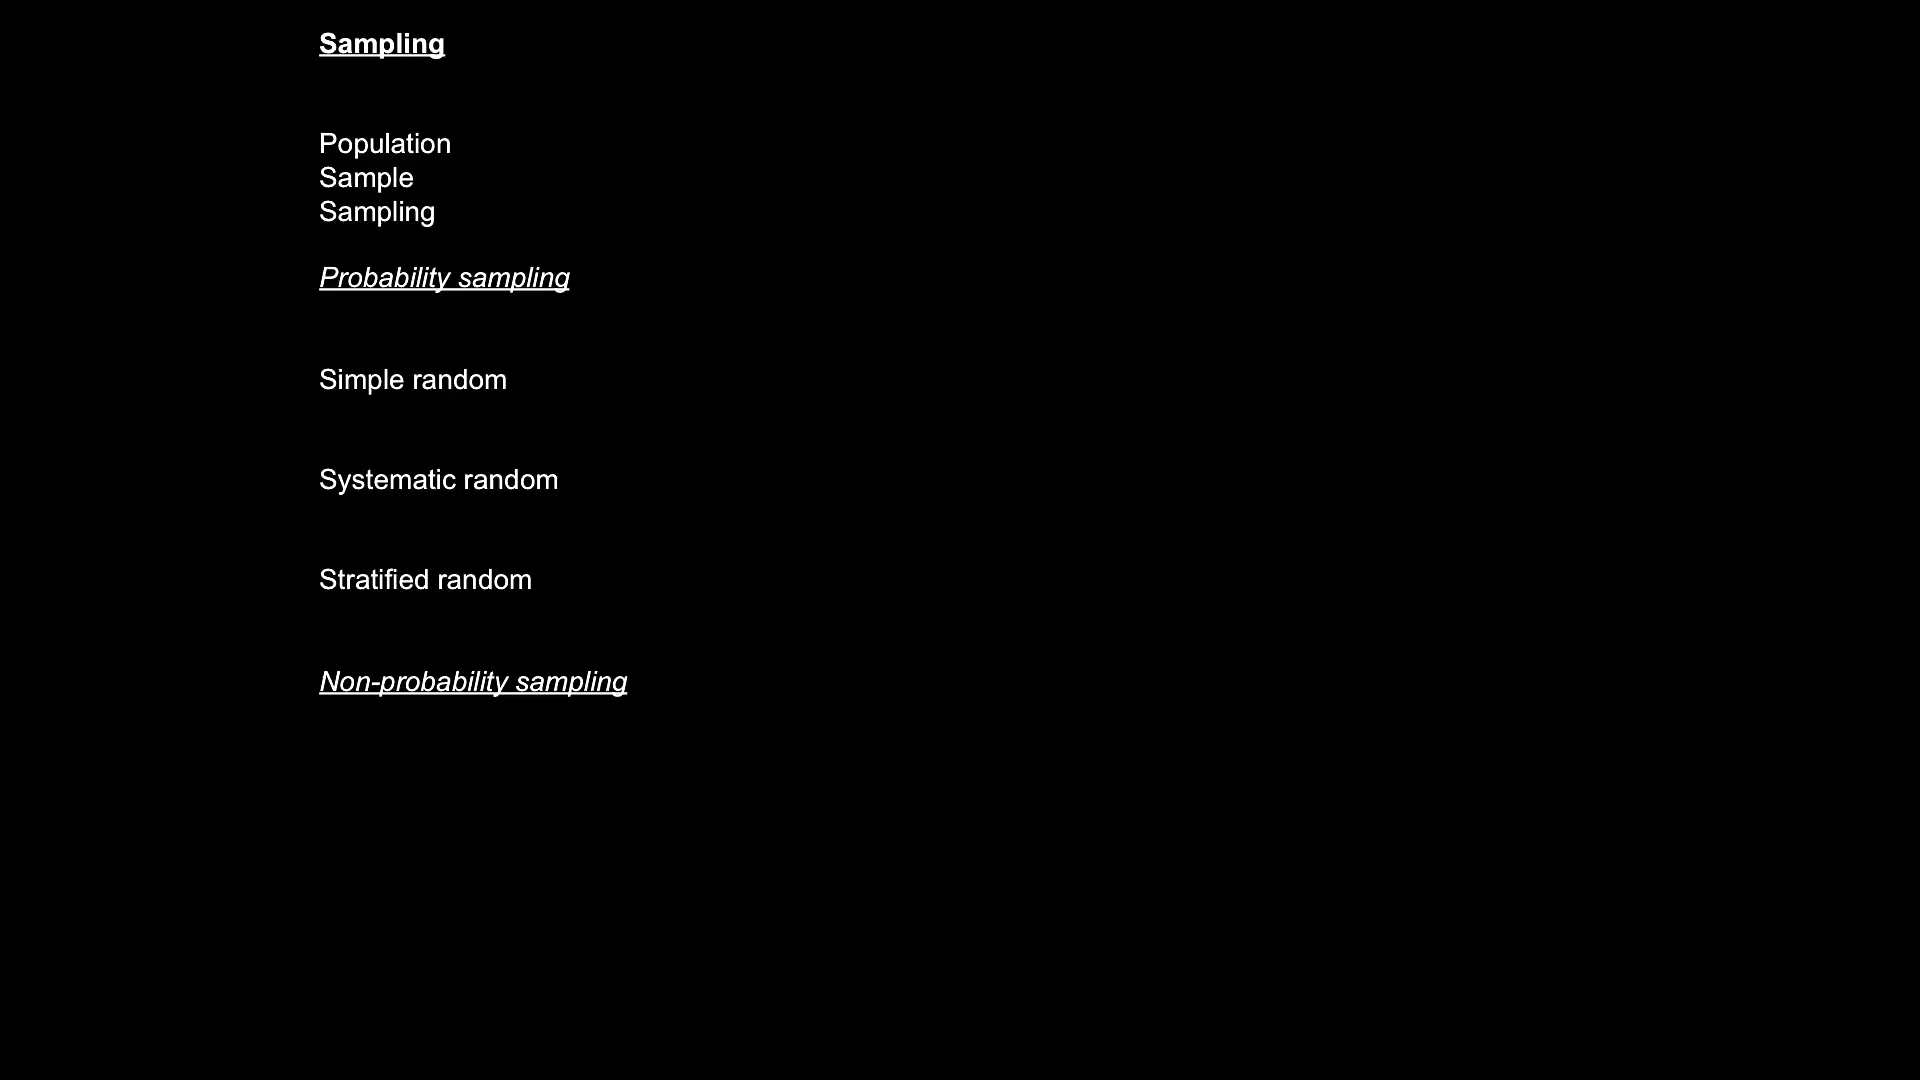 Sampling
Population
Sample
Sampling
Probability sampling
Simple random
Systematic random
Stratified random
Non-probability sampling